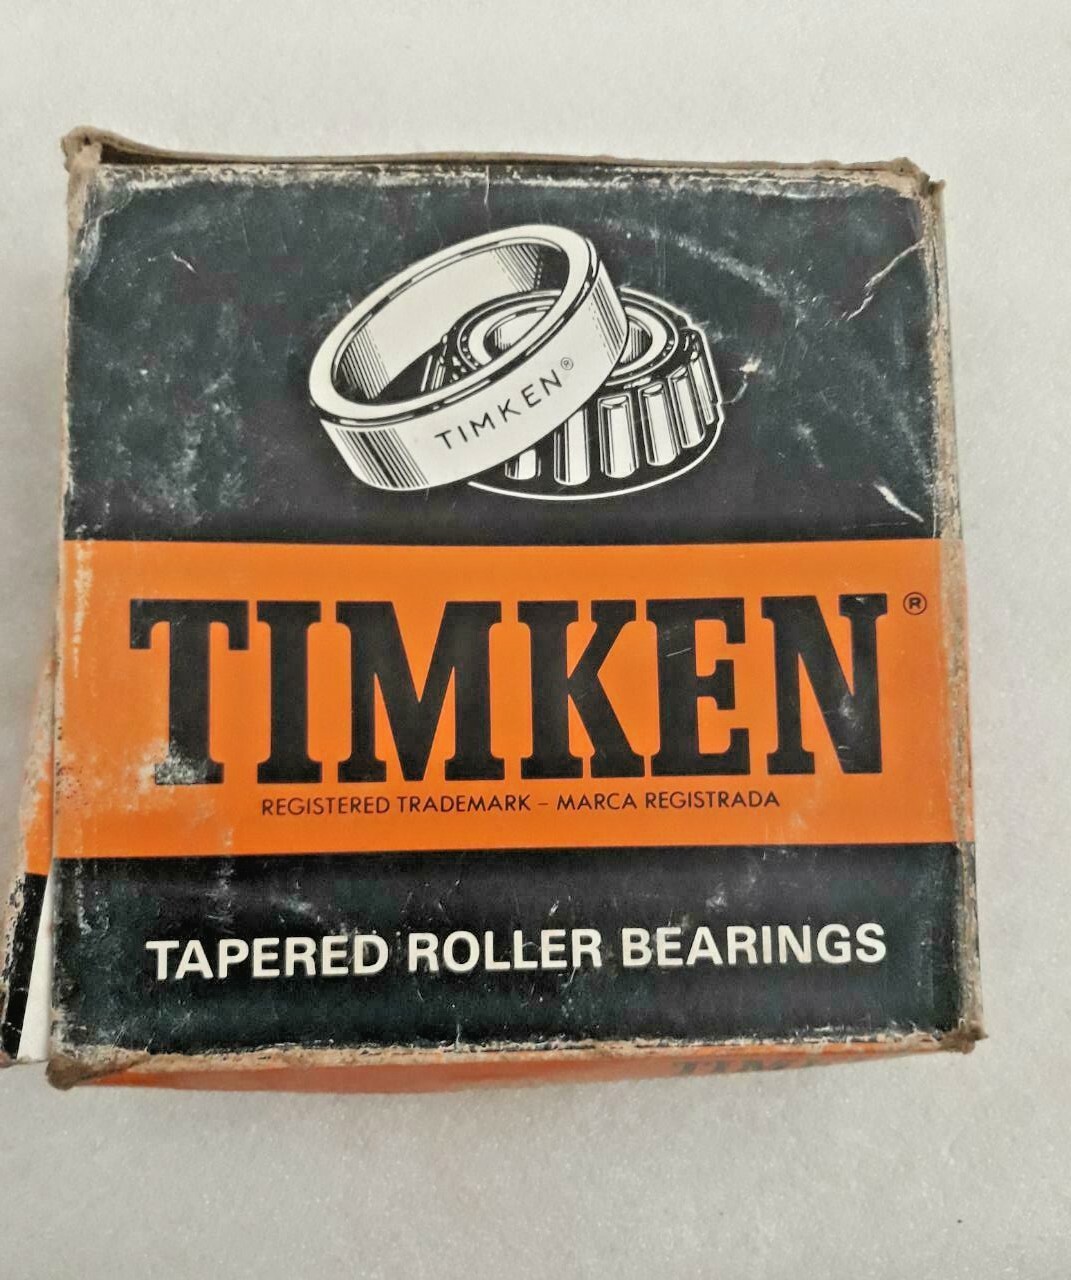 TIMKEN®
TIMKEN®
REGISTERED TRADEMARK – MARCA REGISTRADA
TAPERED ROLLER BEARINGS